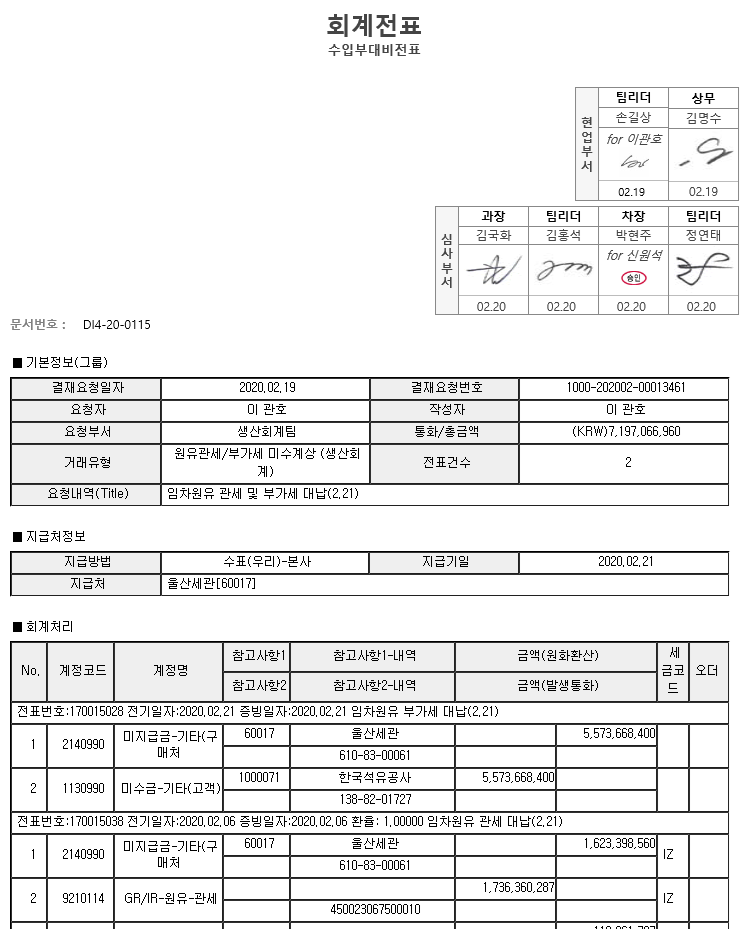 회계전표
수입부대비전표
현업부서
팀리더 상무
손길상 김명수
for 이관호
02.19 02.19
심사부서
과장 팀리더 차장 팀리더
김국화 김홍석 박현주 정연태
for 신원석
승인
02.20 02.20 02.20 02.20
문서번호 : DI4-20-0115
■ 기본정보(그룹)
결재요청일자 2020.02.19 결재요청번호 1000-202002-00013461
요청자 이 관호 작성자 이 관호
요청부서 생산회계팀 통화/총금액 (KRW)7,197,066,960
거래유형 원유관세/부가세 미수계상 (생산회
계) 전표건수 2
요청내역(Title) 임차원유 관세 및 부가세 대납(2.21)
■ 지급처정보
지급방법 수표(우리)-본사 지급기일 2020.02.21
지급처 울산세관[60017]
■ 회계처리
No. 계정코드 계정명 참고사항1 참고사항1-내역 금액(원화환산) 세
금코
드 오더
참고사항2 참고사항2-내역 금액(발생통화)
전표번호:170015028 전기일자:2020.02.21 증빙일자:2020.02.21 임차원유 부가세 대납(2.21)
1 2140990 미지급금-기타(구
매처 60017 울산세관 5,573,668,400
610-83-00061
2 1130990 미수금-기타(고객) 1000071 한국석유공사 5,573,668,400
138-82-01727
전표번호:170015038 전기일자:2020.02.06 증빙일자:2020.02.06 환율: 1.00000 임차원유 관세 대납(2.21)
1 2140990 미지급금-기타(구
매처 60017 울산세관 1,623,398,560 IZ
610-83-00061
2 9210114 GR/IR-원유-관세 1,736,360,287 IZ
450023067500010